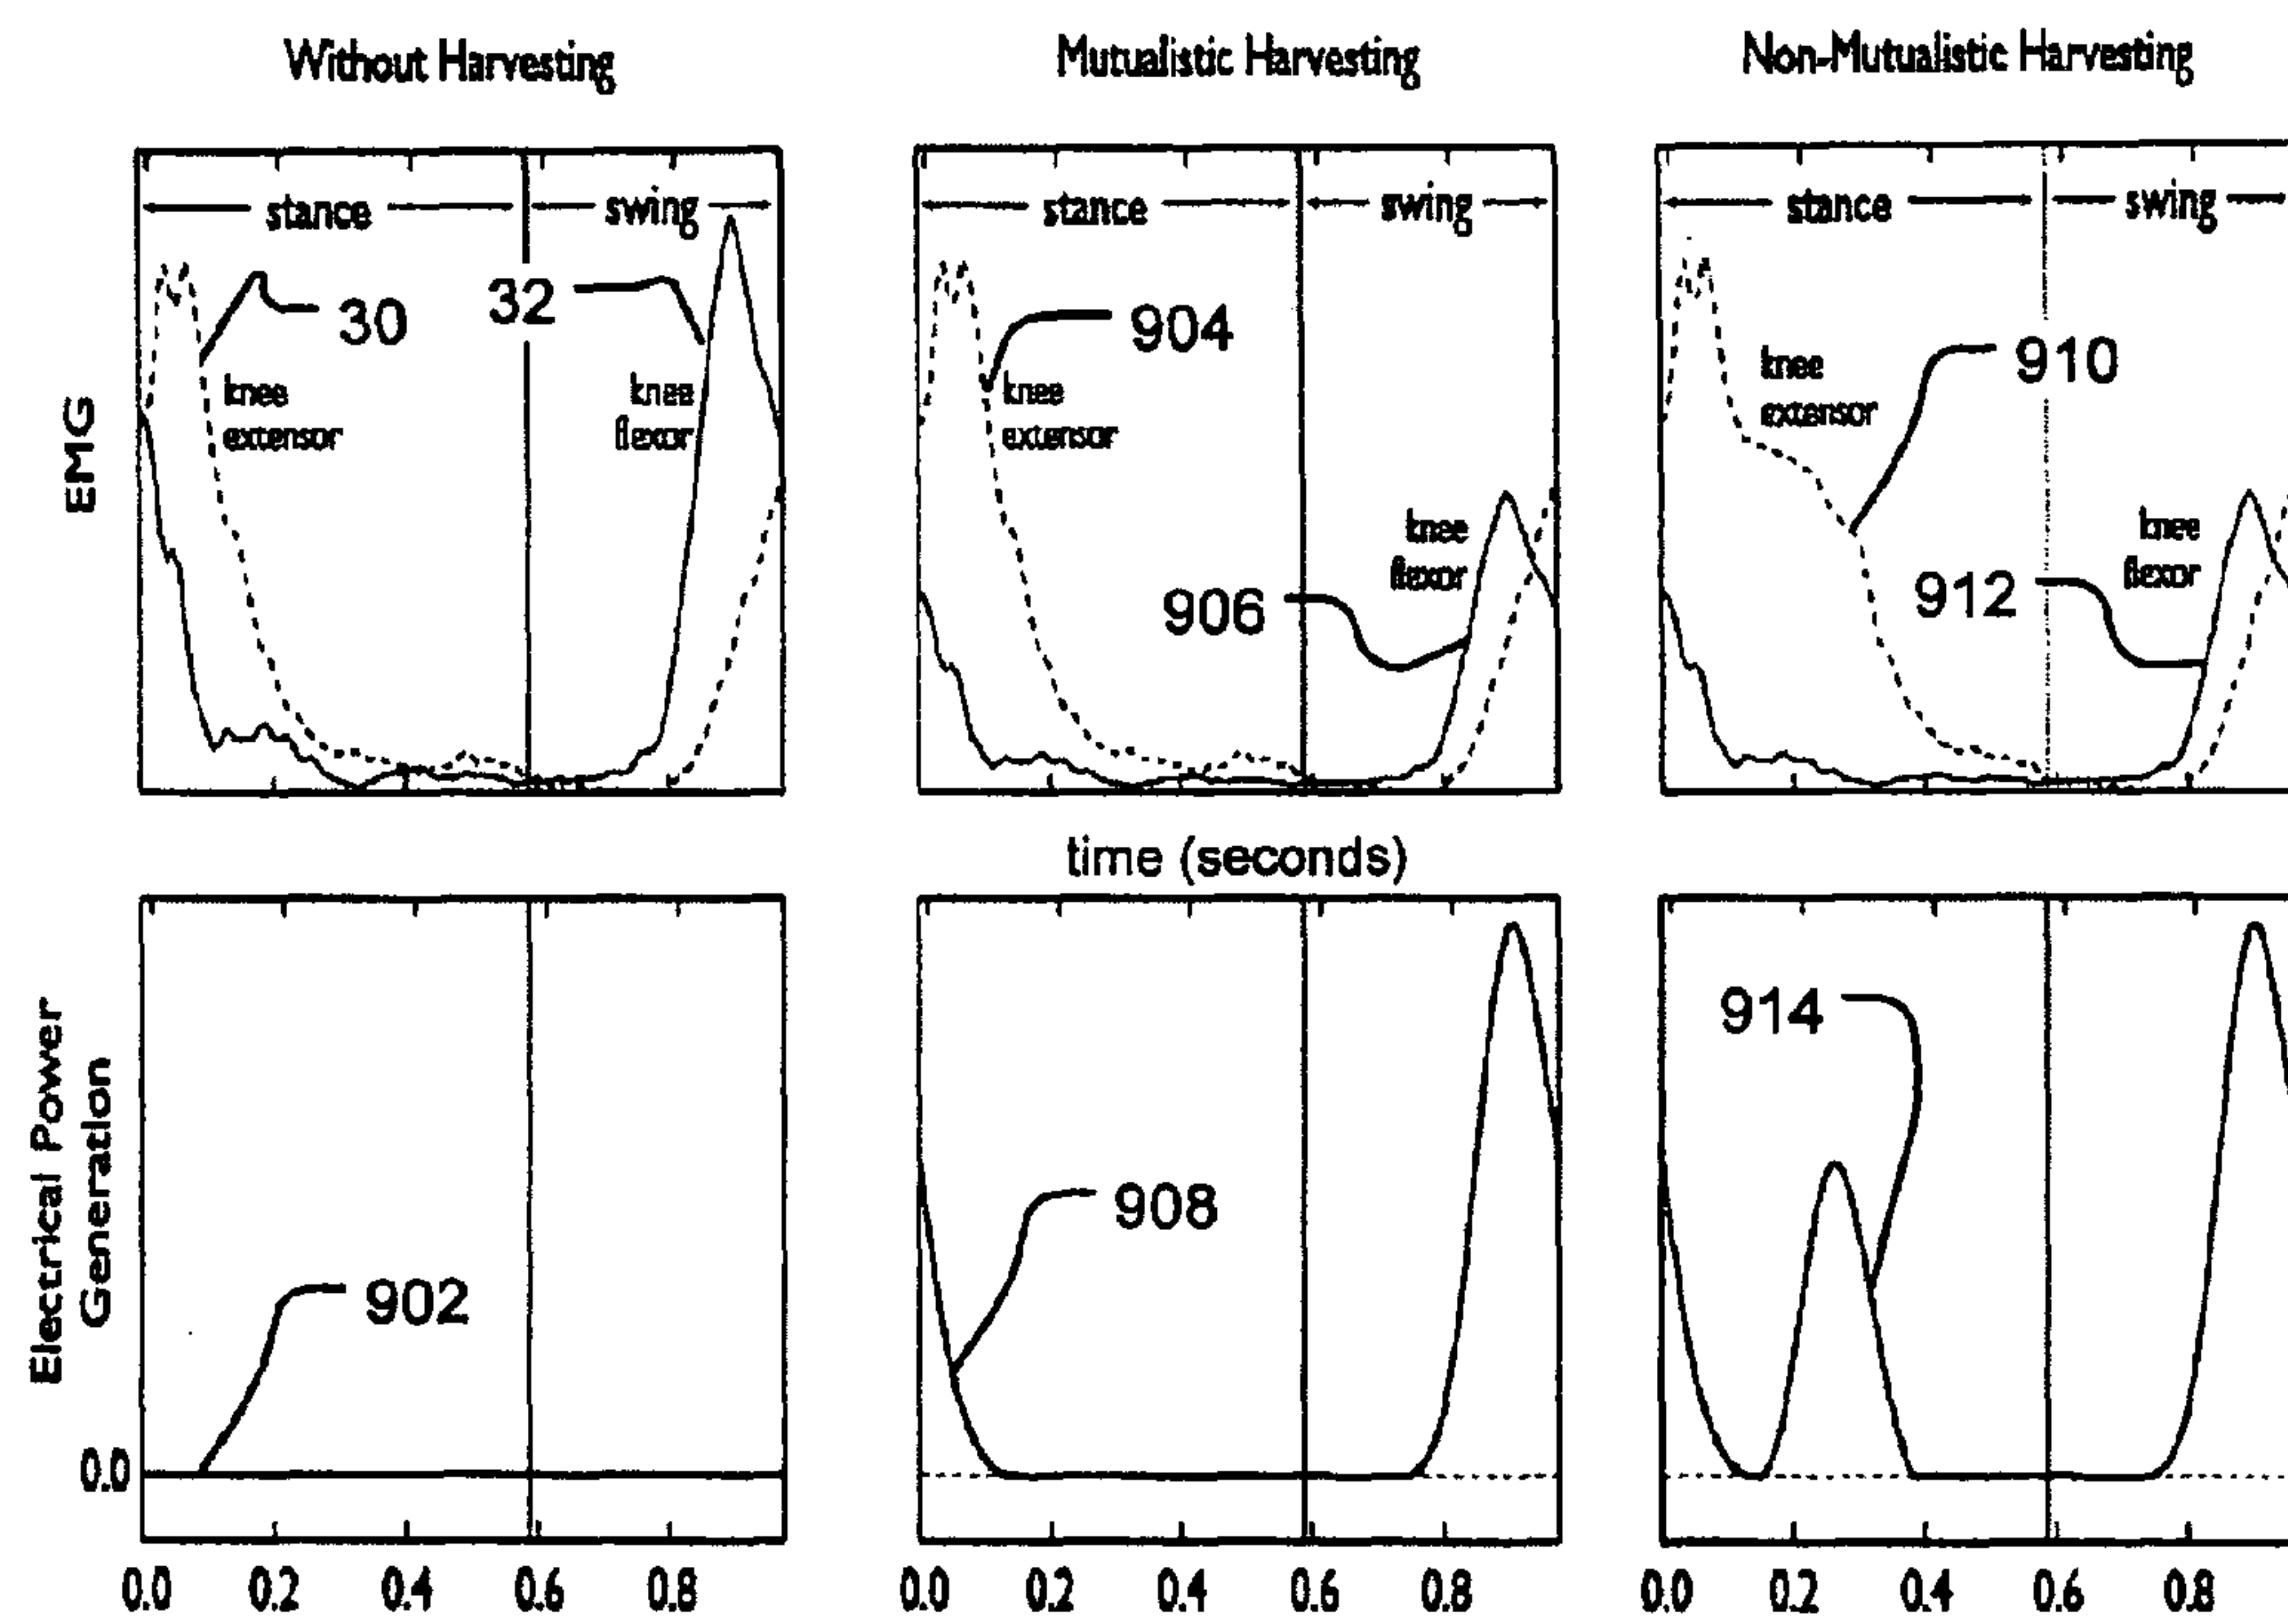 Without Harvesting
Mutualistic Harvesting
Non-Mutualistic Harvesting
EMG
stance
swing
30
32
knee
extensor
knee
flexor
stance
swing
904
knee
extensor
knee
flexor
906
stance
swing
knee
extensor
910
knee
flexor
912
time (seconds)
Electrical Power
Generation
902
0.0
908
914
0.0 0.2 0.4 0.6 0.8
0.0 0.2 0.4 0.6 0.8
0.0 0.2 0.4 0.6 0.8